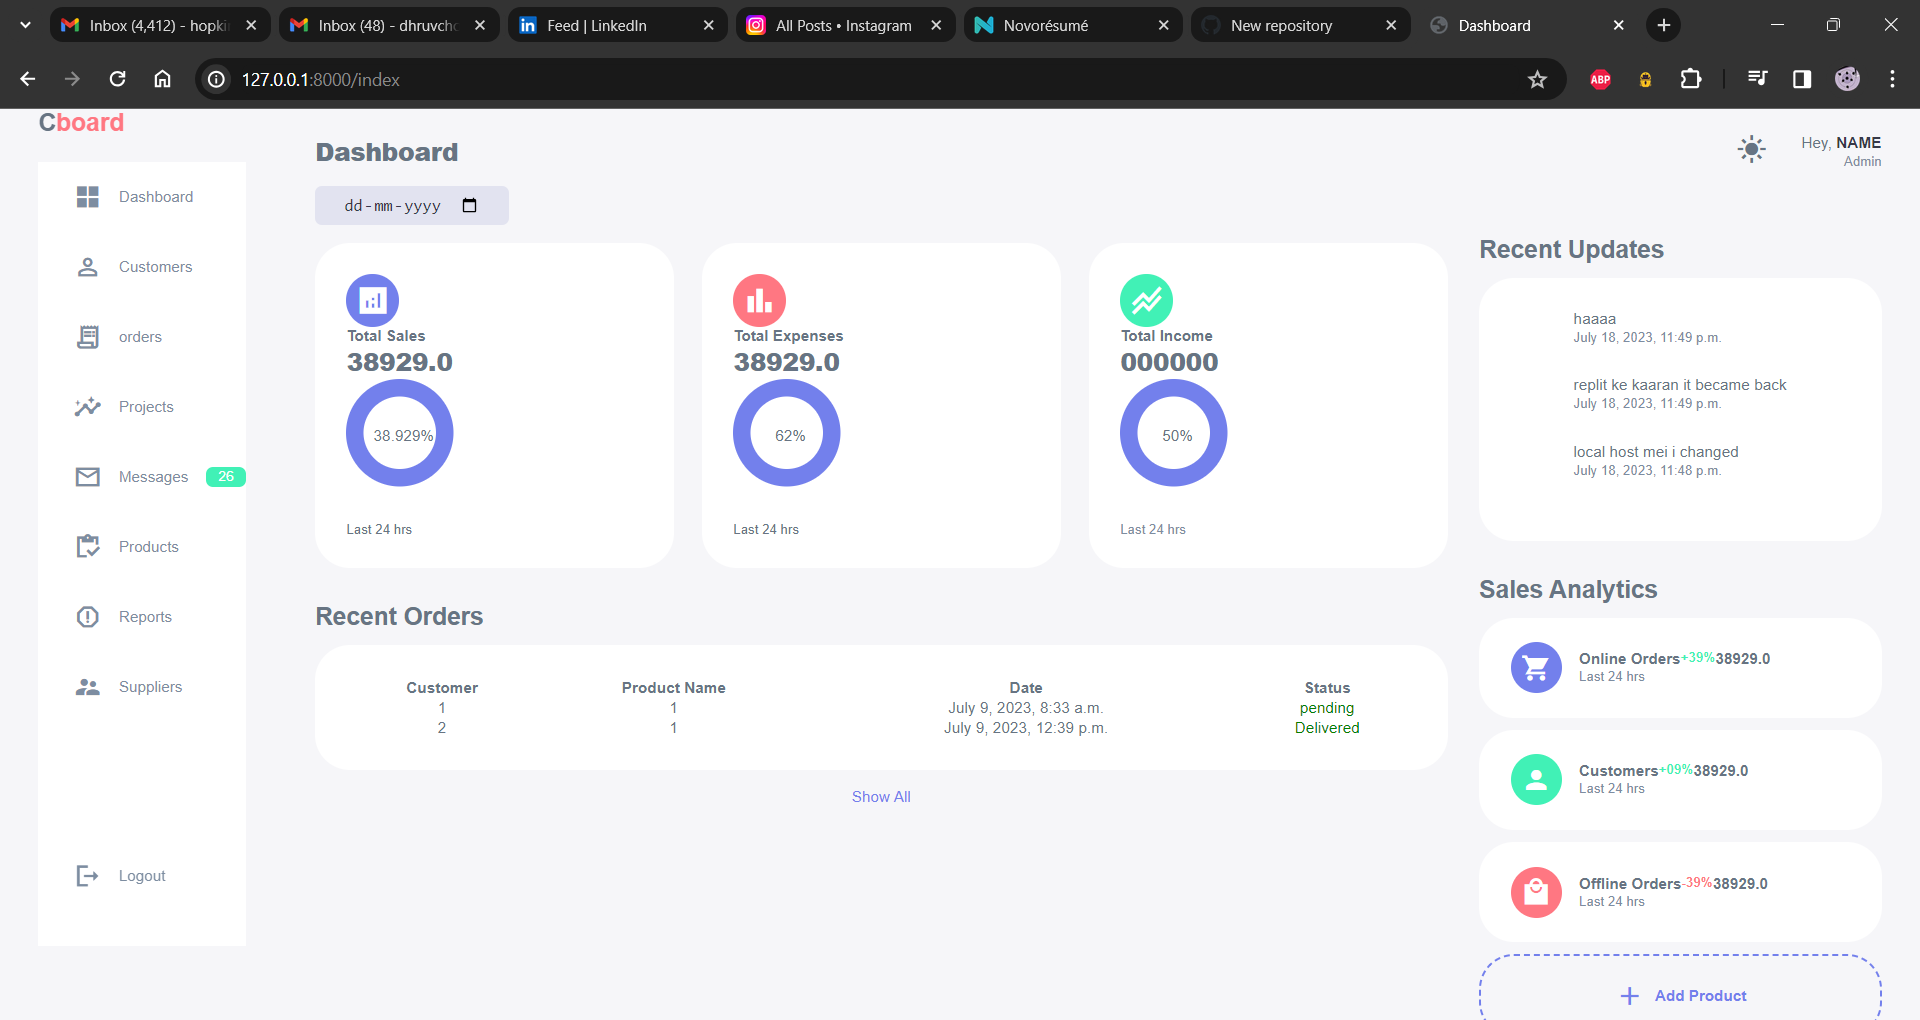 Inbox (4,412) - hopki
Inbox (48) - dhruvch
Feed | LinkedIn
All Posts • Instagram
Novorésumé
New repository
Dashboard
127.0.0.1:8000/index
ABP
Cboard
Dashboard
Customers
orders
Projects
Messages 26
Products
Reports
Suppliers
Logout
Dashboard
dd-mm-yyyy
Hey, NAME
Admin
Total Sales
38929.0
38.929%
Last 24 hrs
Total Expenses
38929.0
62%
Last 24 hrs
Total Income
000000
50%
Last 24 hrs
Recent Orders
Customer Product Name Date Status
1 1 July 9, 2023, 8:33 a.m. pending
2 1 July 9, 2023, 12:39 p.m. Delivered
Show All
Recent Updates
haaaa
July 18, 2023, 11:49 p.m.
replit ke kaaran it became back
July 18, 2023, 11:49 p.m.
local host mei i changed
July 18, 2023, 11:48 p.m.
Sales Analytics
Online Orders+39%38929.0
Last 24 hrs
Customers+09%38929.0
Last 24 hrs
Offline Orders-39%38929.0
Last 24 hrs
Add Product